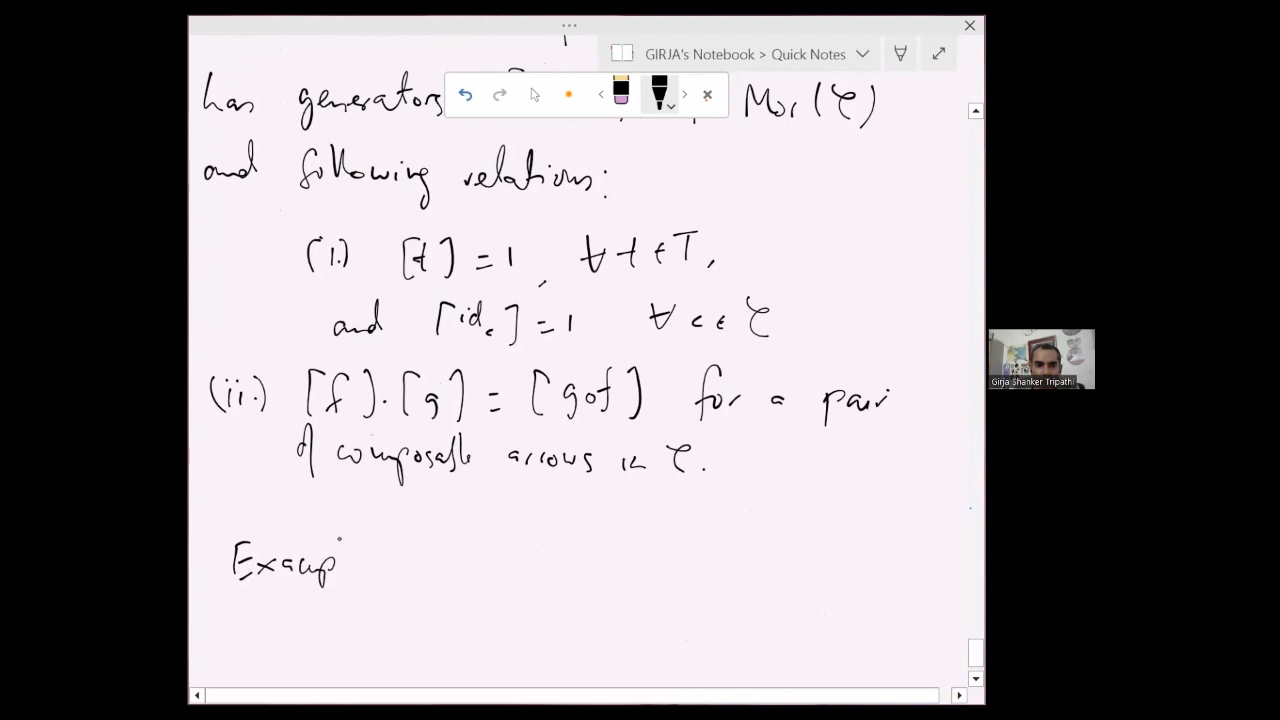 GIRJA's Notebook > Quick Notes
has generators Mor(ℰ)
and following relations:
(i.) [t] = 1, ∀ t ∈ T,
and [id_c] = 1 ∀ c ∈ ℰ
(ii.) [f].[g] = [gof] for a pair
of composable arrows in ℰ.
Examp
Girja Shanker Tripathi